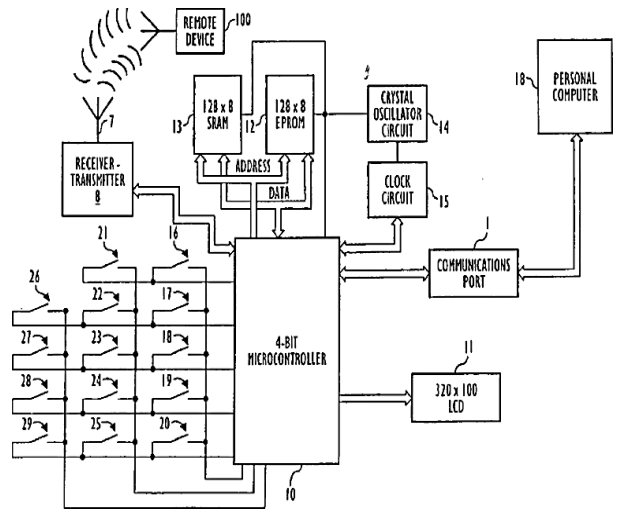 REMOTE
DEVICE
100
7
RECEIVER-
TRANSMITTER
8
13
128 x 8
SRAM
12
128 x 8
EPROM
ADDRESS
DATA
CRYSTAL
OSCILLATOR
CIRCUIT
14
CLOCK
CIRCUIT
15
18
PERSONAL
COMPUTER
1
COMMUNICATIONS
PORT
4-BIT
MICROCONTROLLER
10
11
320 x 100
LCD
21
16
26
22
17
27
23
18
28
24
19
29
25
20